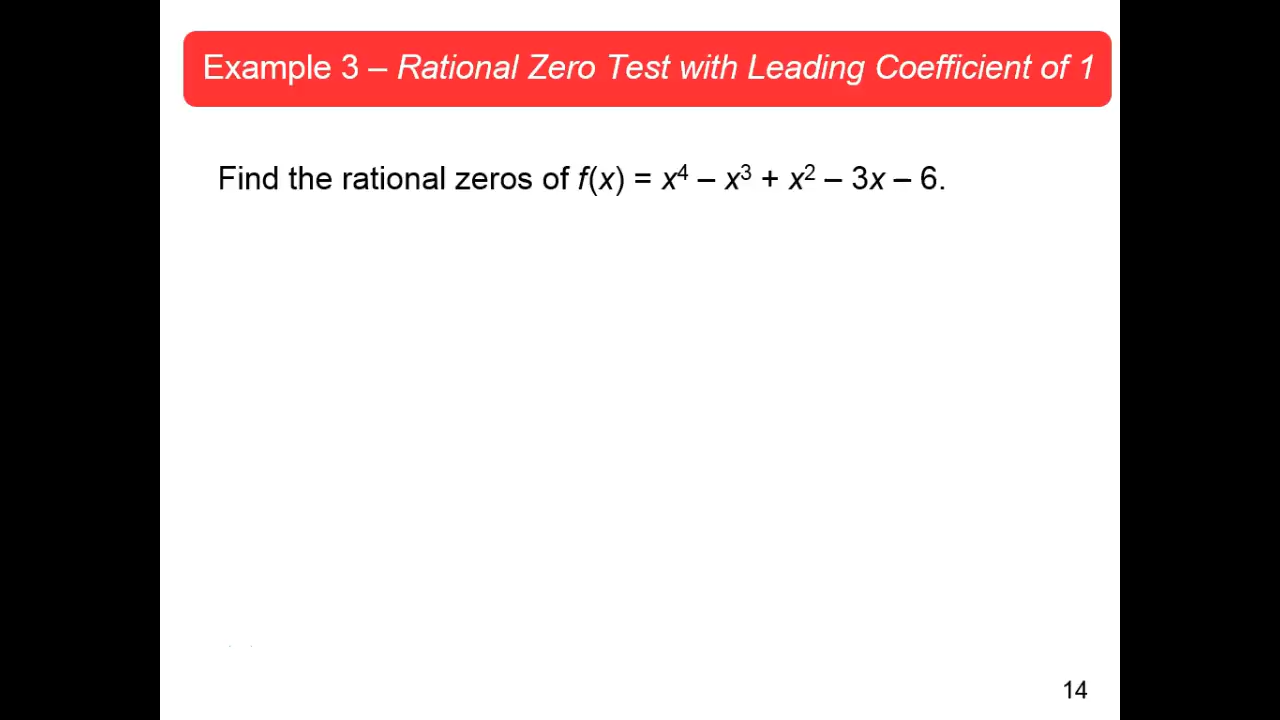 Example 3 – Rational Zero Test with Leading Coefficient of 1
Find the rational zeros of f(x) = x⁴ – x³ + x² – 3x – 6.
14